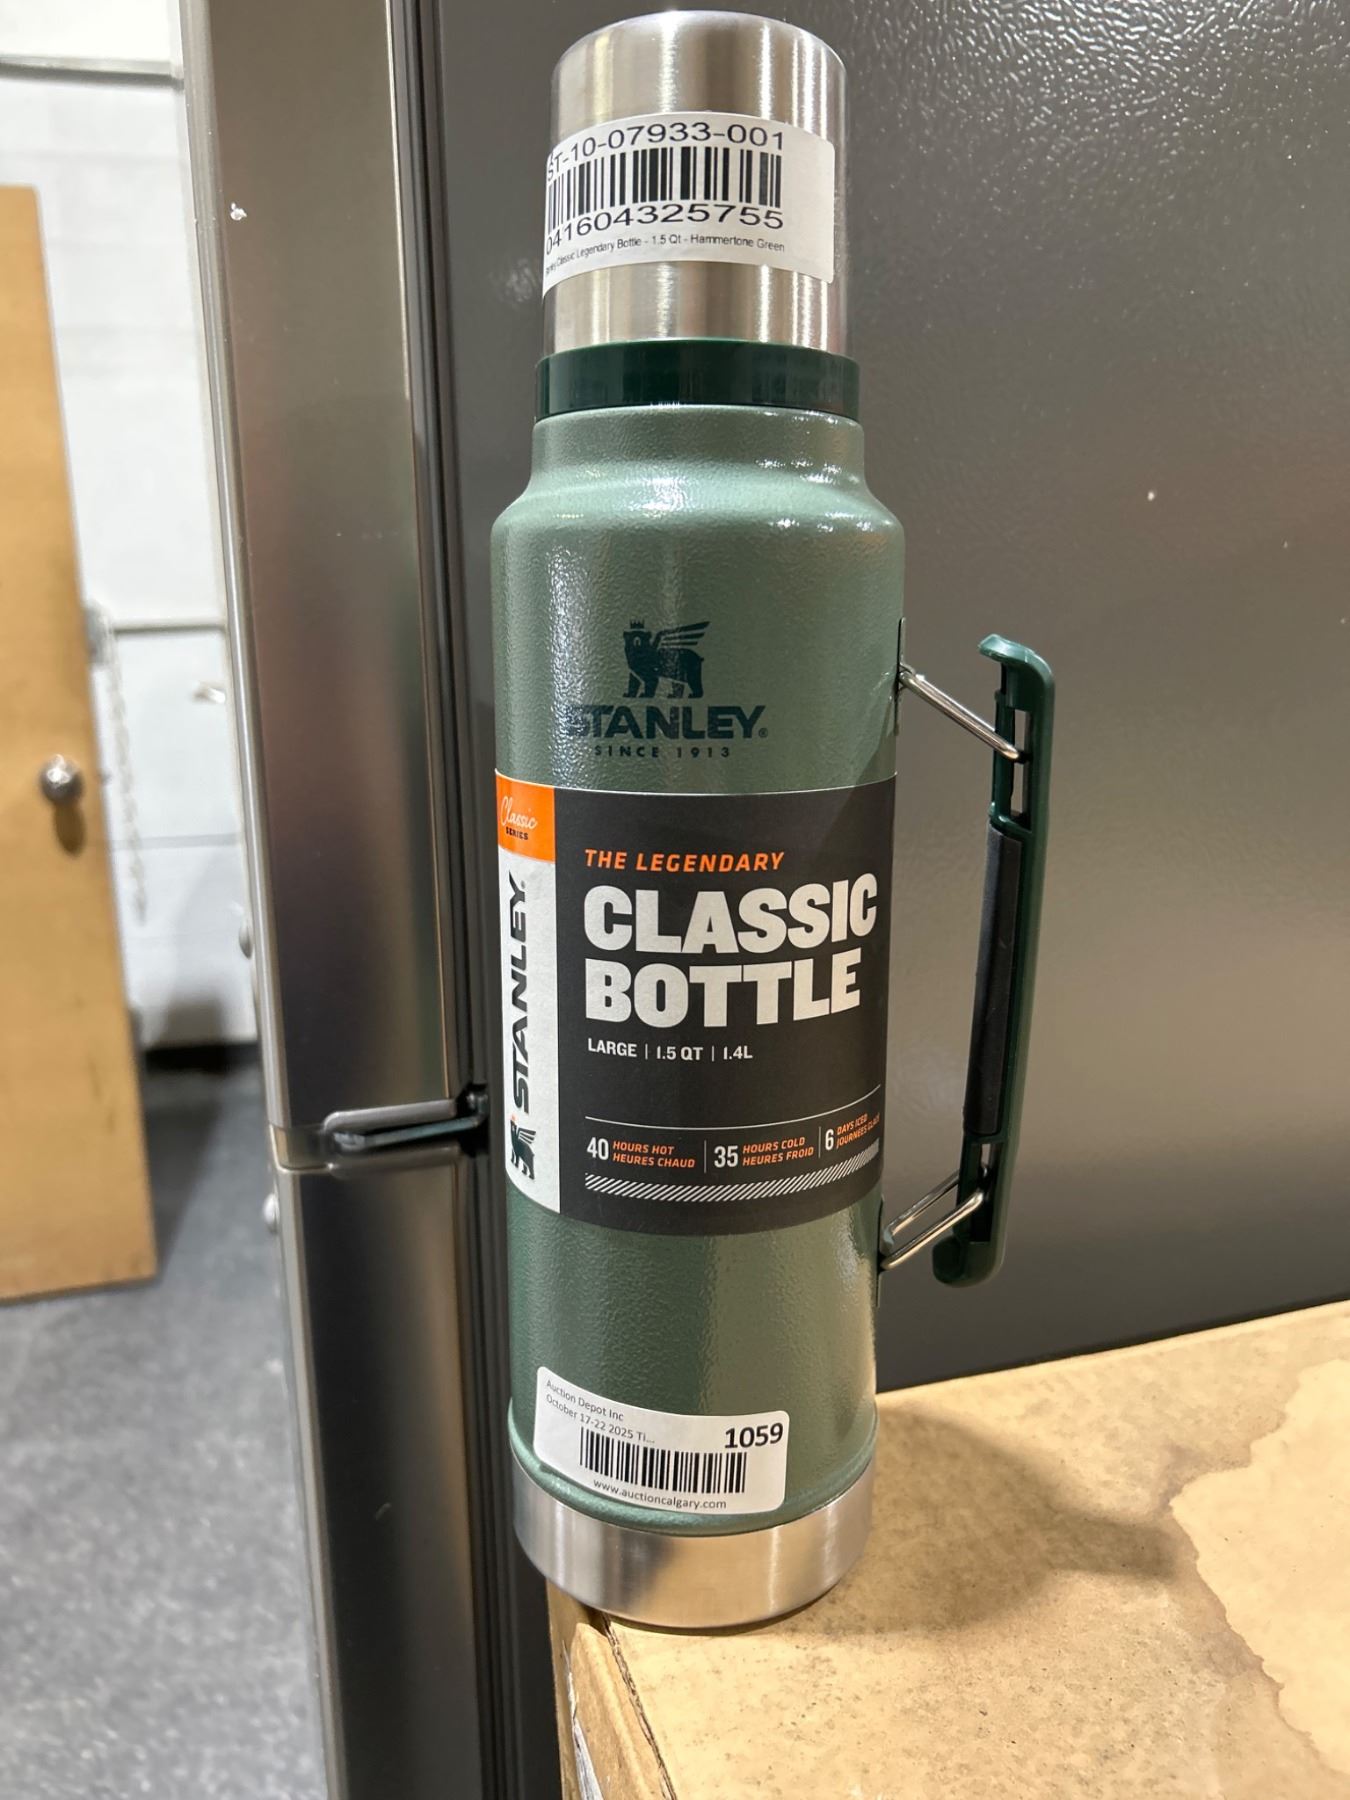 ST-10-07933-001
041604325755
Stanley Classic Legendary Bottle - 1.5 Qt - Hammertone Green
STANLEY®
SINCE 1913
Classic
SERIES
STANLEY
THE LEGENDARY
CLASSIC
BOTTLE
LARGE | 1.5 QT | 1.4L
40 HOURS HOT
HEURES CHAUD
35 HOURS COLD
HEURES FROID
6 DAYS ICED
JOURNÉES GLACÉ
Auction Depot Inc
October 17-22 2025 Ti...
1059
www.auctioncalgary.com